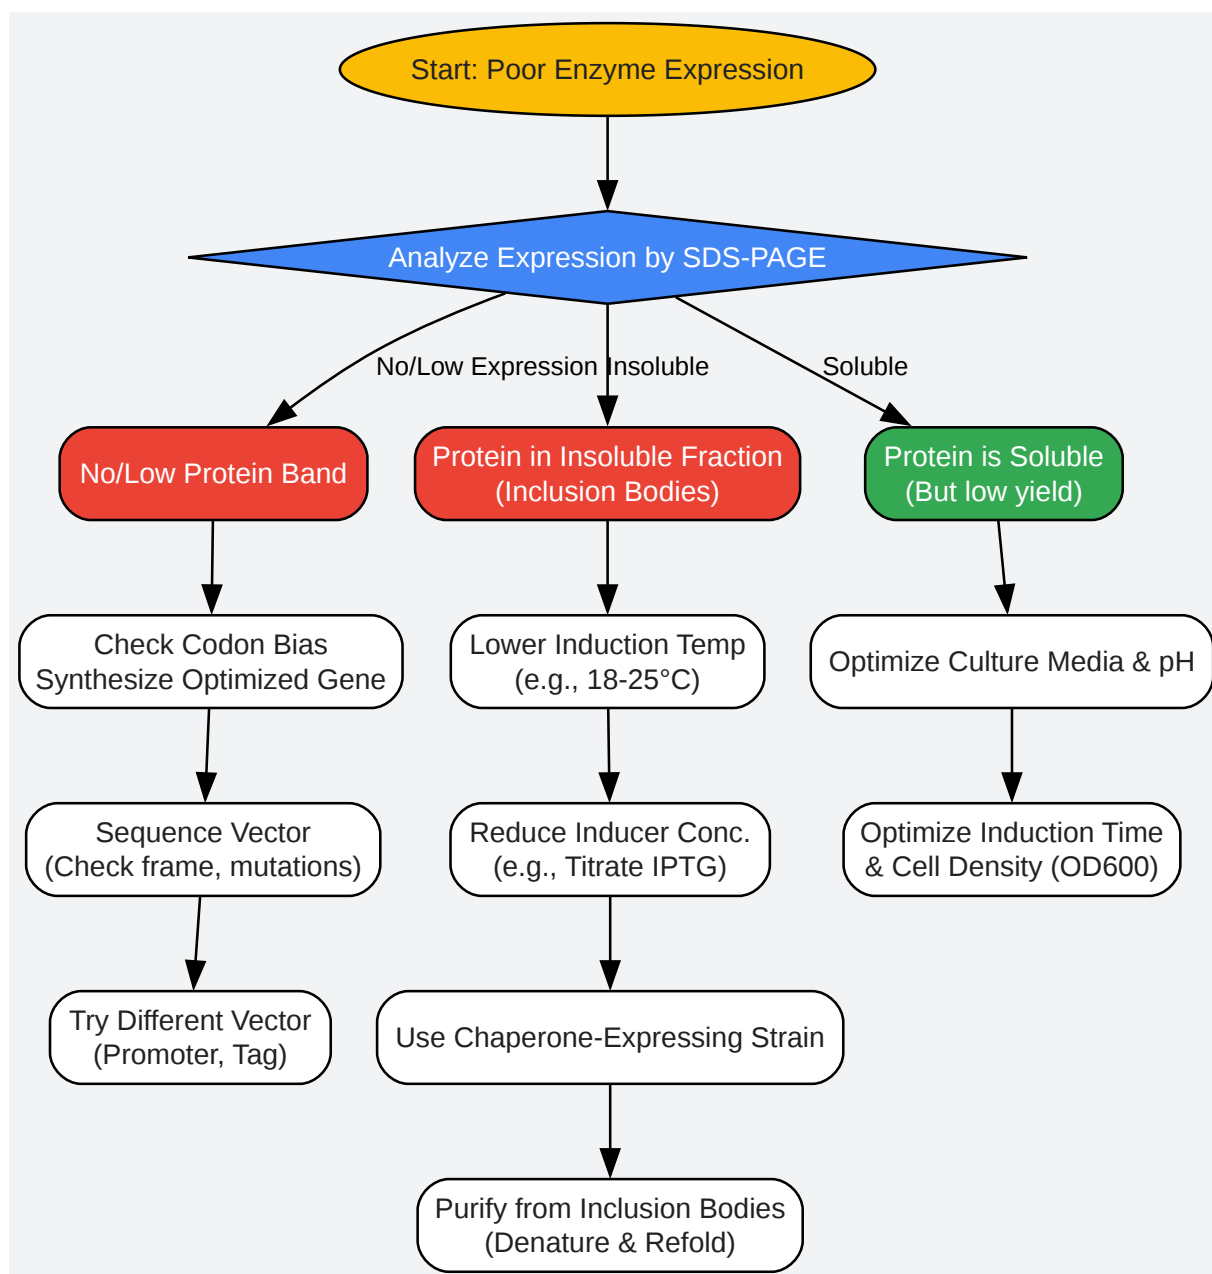 Start: Poor Enzyme Expression
Analyze Expression by SDS-PAGE
No/Low Expression
Insoluble
Soluble
No/Low Protein Band
Protein in Insoluble Fraction
(Inclusion Bodies)
Protein is Soluble
(But low yield)
Check Codon Bias
Synthesize Optimized Gene
Lower Induction Temp
(e.g., 18-25°C)
Optimize Culture Media & pH
Sequence Vector
(Check frame, mutations)
Reduce Inducer Conc.
(e.g., Titrate IPTG)
Optimize Induction Time
& Cell Density (OD600)
Try Different Vector
(Promoter, Tag)
Use Chaperone-Expressing Strain
Purify from Inclusion Bodies
(Denature & Refold)